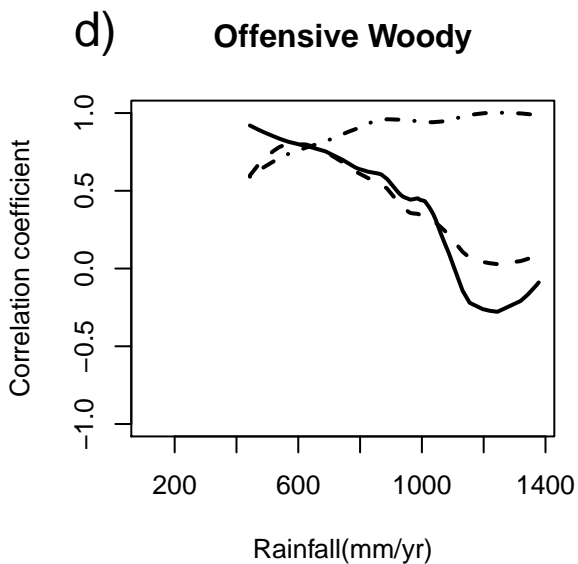 d) Offensive Woody
1.0
0.5
0.0
−0.5
−1.0
Correlation coefficient
200 600 1000 1400
Rainfall(mm/yr)